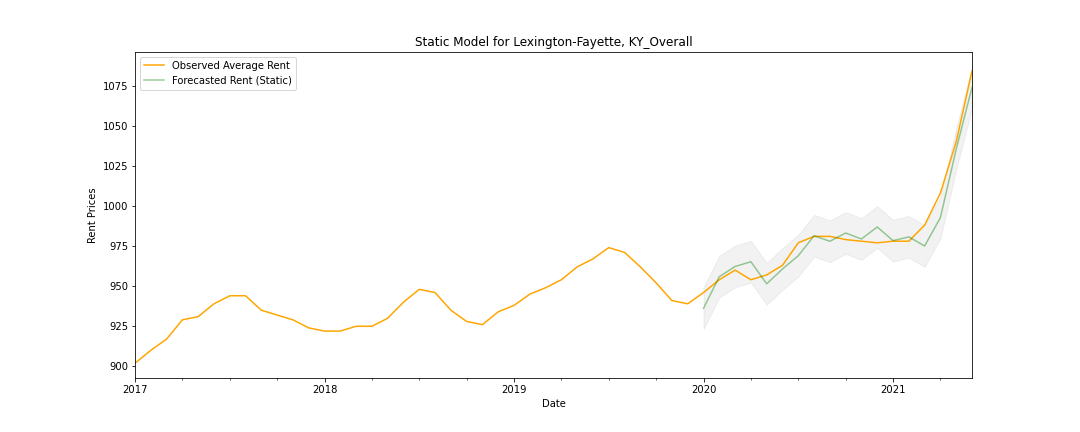 Static Model for Lexington-Fayette, KY_Overall
Observed Average Rent
Forecasted Rent (Static)
1075
1050
1025
1000
975
950
925
900
Rent Prices
2017
2018
2019
2020
2021
Date